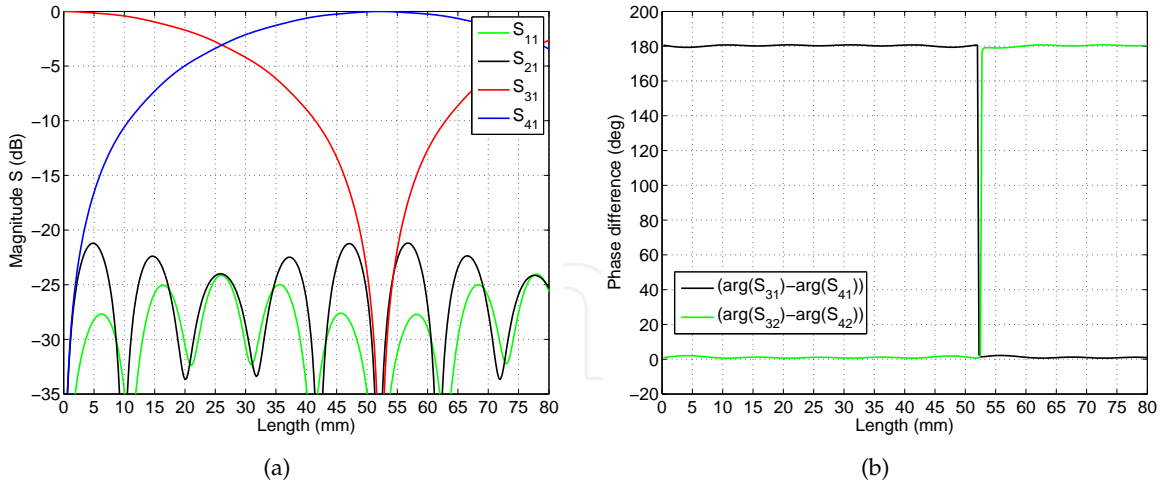 0
−5
−10
−15
−20
−25
−30
−35
Magnitude S (dB)
0 5 10 15 20 25 30 35 40 45 50 55 60 65 70 75 80
Length (mm)
S11
S21
S31
S41
(a)
200
180
160
140
120
100
80
60
40
20
0
−20
Phase difference (deg)
0 5 10 15 20 25 30 35 40 45 50 55 60 65 70 75 80
Length (mm)
(arg(S31)−arg(S41))
(arg(S32)−arg(S42))
(b)